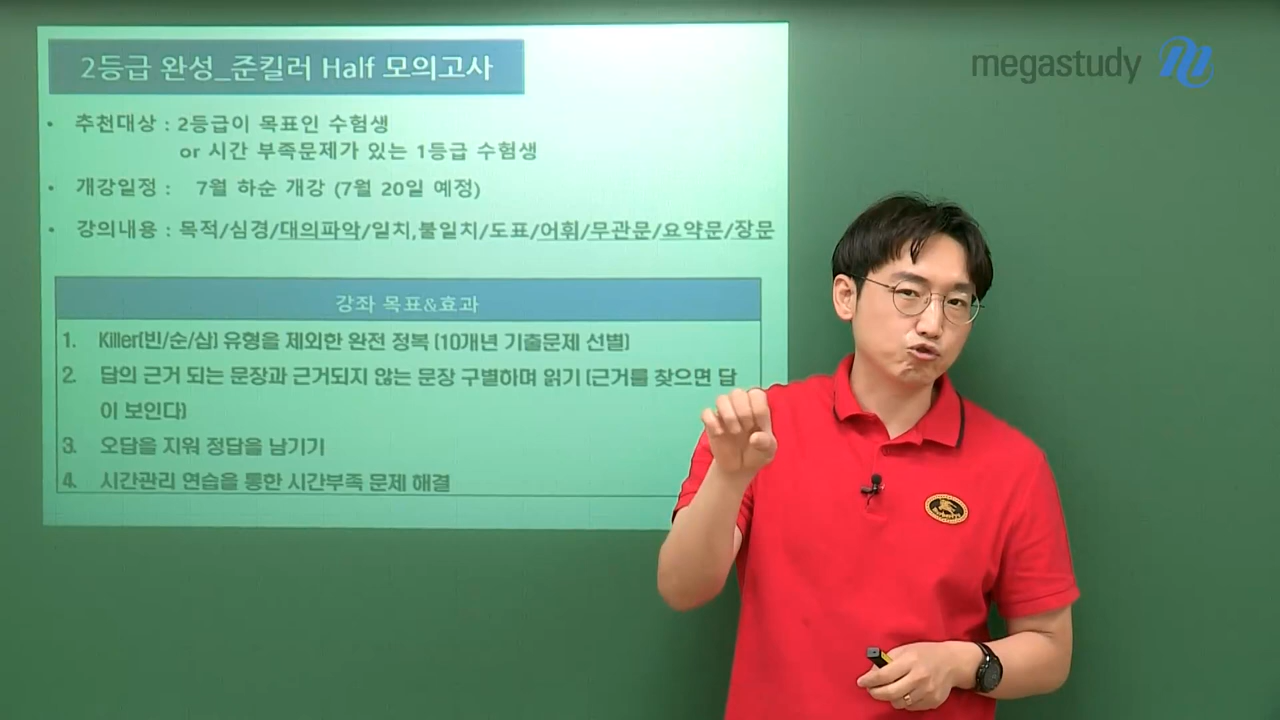 2등급 완성_준킬러 Half 모의고사
megastudy
• 추천대상 : 2등급이 목표인 수험생
or 시간 부족문제가 있는 1등급 수험생
• 개강일정 : 7월 하순 개강 (7월 20일 예정)
• 강의내용 : 목적/심경/대의파악/일치,불일치/도표/어휘/무관문/요약문/장문
강좌 목표&효과
1. Killer(빈/순/삽) 유형을 제외한 완전 정복 (10개년 기출문제 선별)
2. 답의 근거 되는 문장과 근거되지 않는 문장 구별하며 읽기 (근거를 찾으면 답
이 보인다)
3. 오답을 지워 정답을 남기기
4. 시간관리 연습을 통한 시간부족 문제 해결